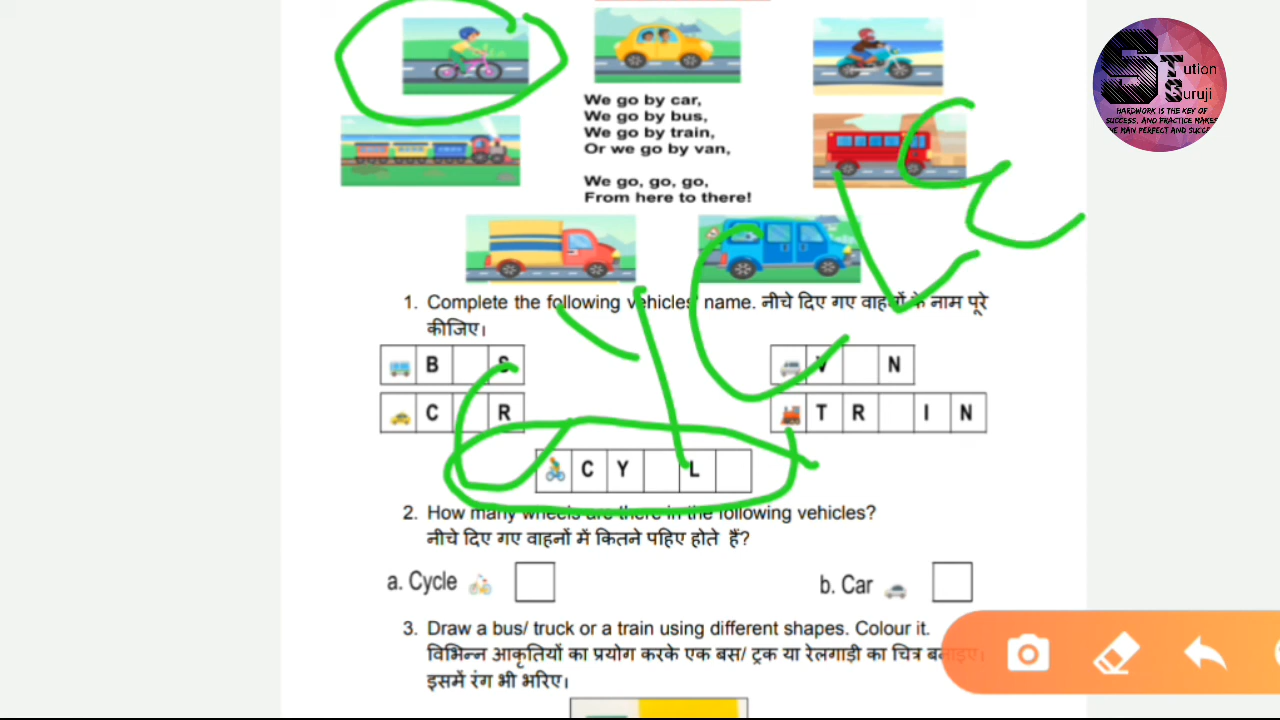 We go by car,
We go by bus,
We go by train,
Or we go by van,
We go, go, go,
From here to there!
1. Complete the following vehicles' name. नीचे दिए गए वाहनों के नाम पूरे
कीजिए।
B S
V N
C R
T R I N
C Y L
2. How many wheels are there in the following vehicles?
नीचे दिए गए वाहनों में कितने पहिए होते हैं?
a. Cycle
b. Car
3. Draw a bus/ truck or a train using different shapes. Colour it.
विभिन्न आकृतियों का प्रयोग करके एक बस/ ट्रक या रेलगाड़ी का चित्र बनाइए।
इसमें रंग भी भरिए।
S Tution
Guruji
HARDWORK IS THE KEY OF
SUCCESS, AND PRACTICE MAKES
MAN PERFECT AND